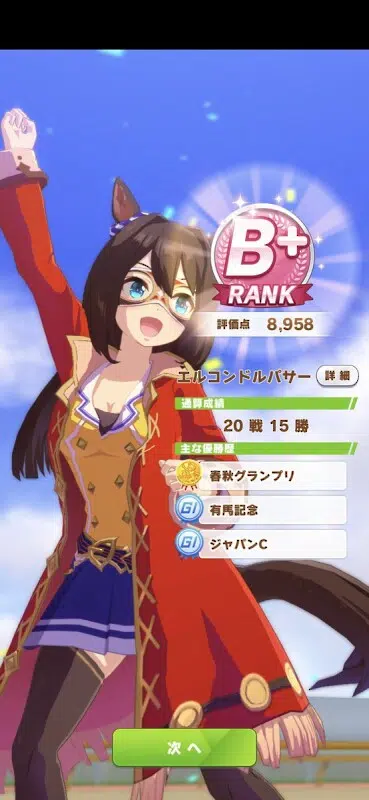 B+
RANK
評価点 8,958
エルコンドルパサー 詳細
通算成績
20 戦 15 勝
主な優勝歴
春秋グランプリ
GI 有馬記念
GI ジャパンC
次へ